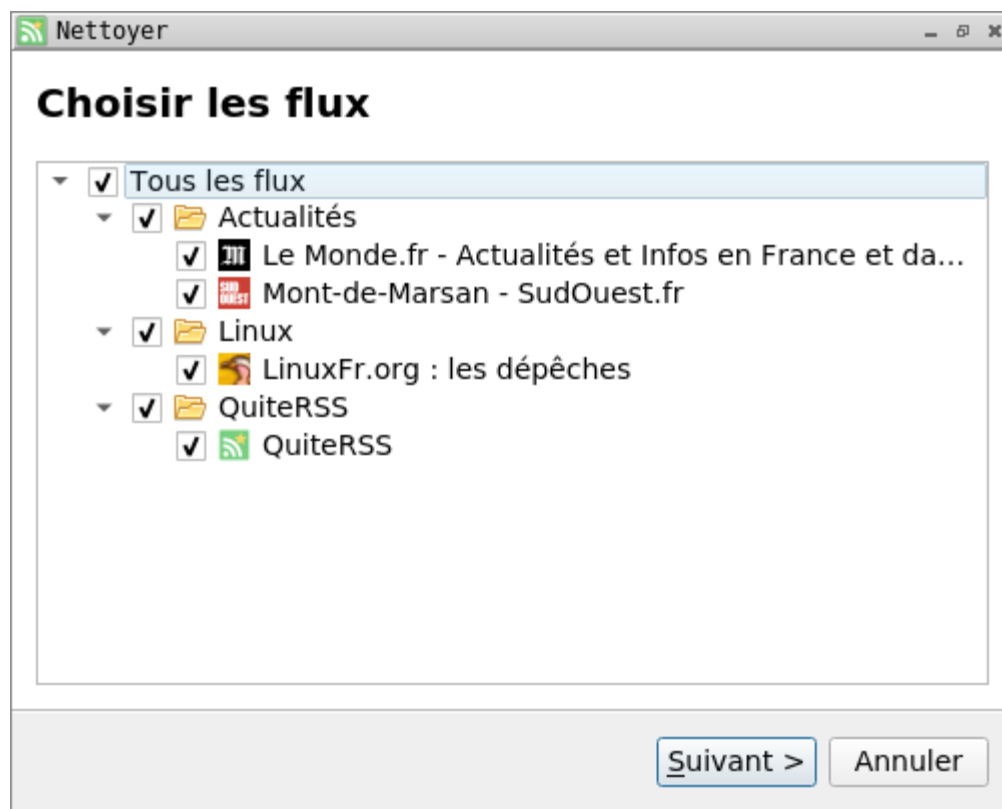 Nettoyer
Choisir les flux
Tous les flux
Actualités
Le Monde.fr - Actualités et Infos en France et da...
Mont-de-Marsan - SudOuest.fr
Linux
LinuxFr.org : les dépêches
QuiteRSS
QuiteRSS
Suivant >
Annuler